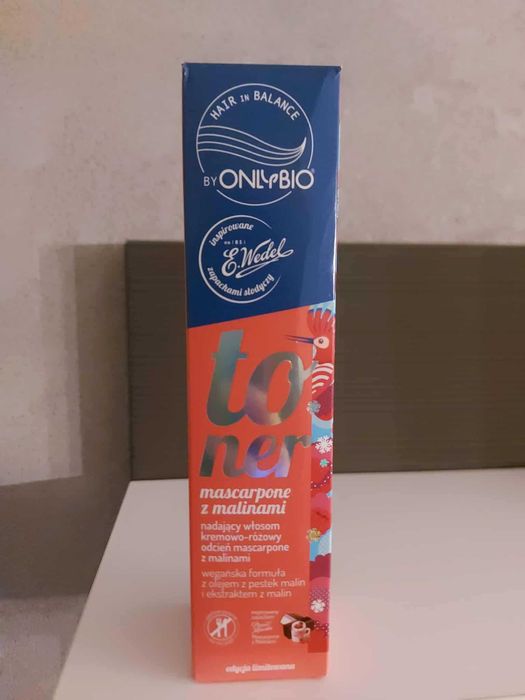 HAIR IN BALANCE
BY ONLYBIO
inspirowane
E. Wedel
zapachami słodyczy
to
ner
mascarpone
z malinami
nadający włosom
kremowo-różowy
odcień mascarpone
z malinami
wegańska formuła
z olejem z pestek malin
i ekstraktem z malin
edycja limitowana